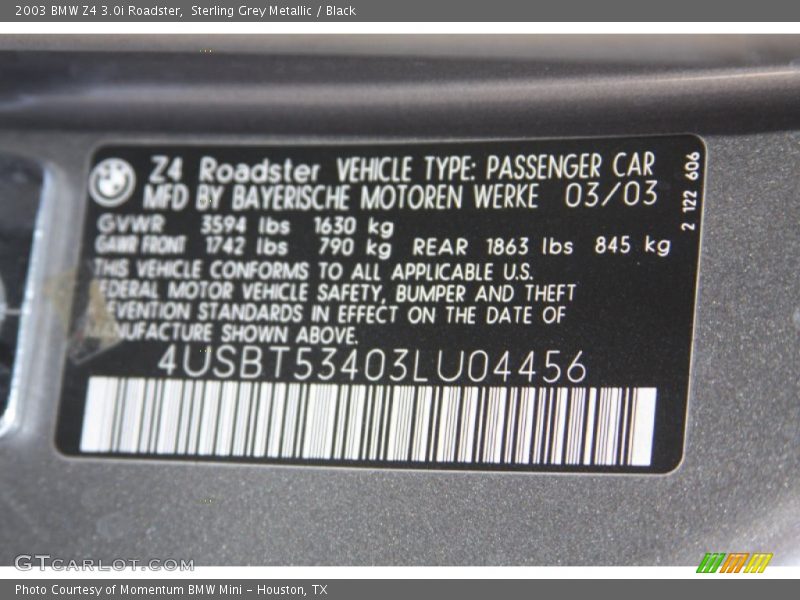 2003 BMW Z4 3.0i Roadster,  Sterling Grey Metallic / Black
Z4 Roadster VEHICLE TYPE: PASSENGER CAR
MFD BY BAYERISCHE MOTOREN WERKE 03/03
GVWR 3594 lbs 1630 kg
GAWR FRONT 1742 lbs 790 kg REAR 1863 lbs 845 kg
THIS VEHICLE CONFORMS TO ALL APPLICABLE U.S.
FEDERAL MOTOR VEHICLE SAFETY, BUMPER AND THEFT
PREVENTION STANDARDS IN EFFECT ON THE DATE OF
MANUFACTURE SHOWN ABOVE.
4USBT53403LU04456
2 122 606
GTCARLOT.COM
Photo Courtesy of Momentum BMW Mini - Houston, TX